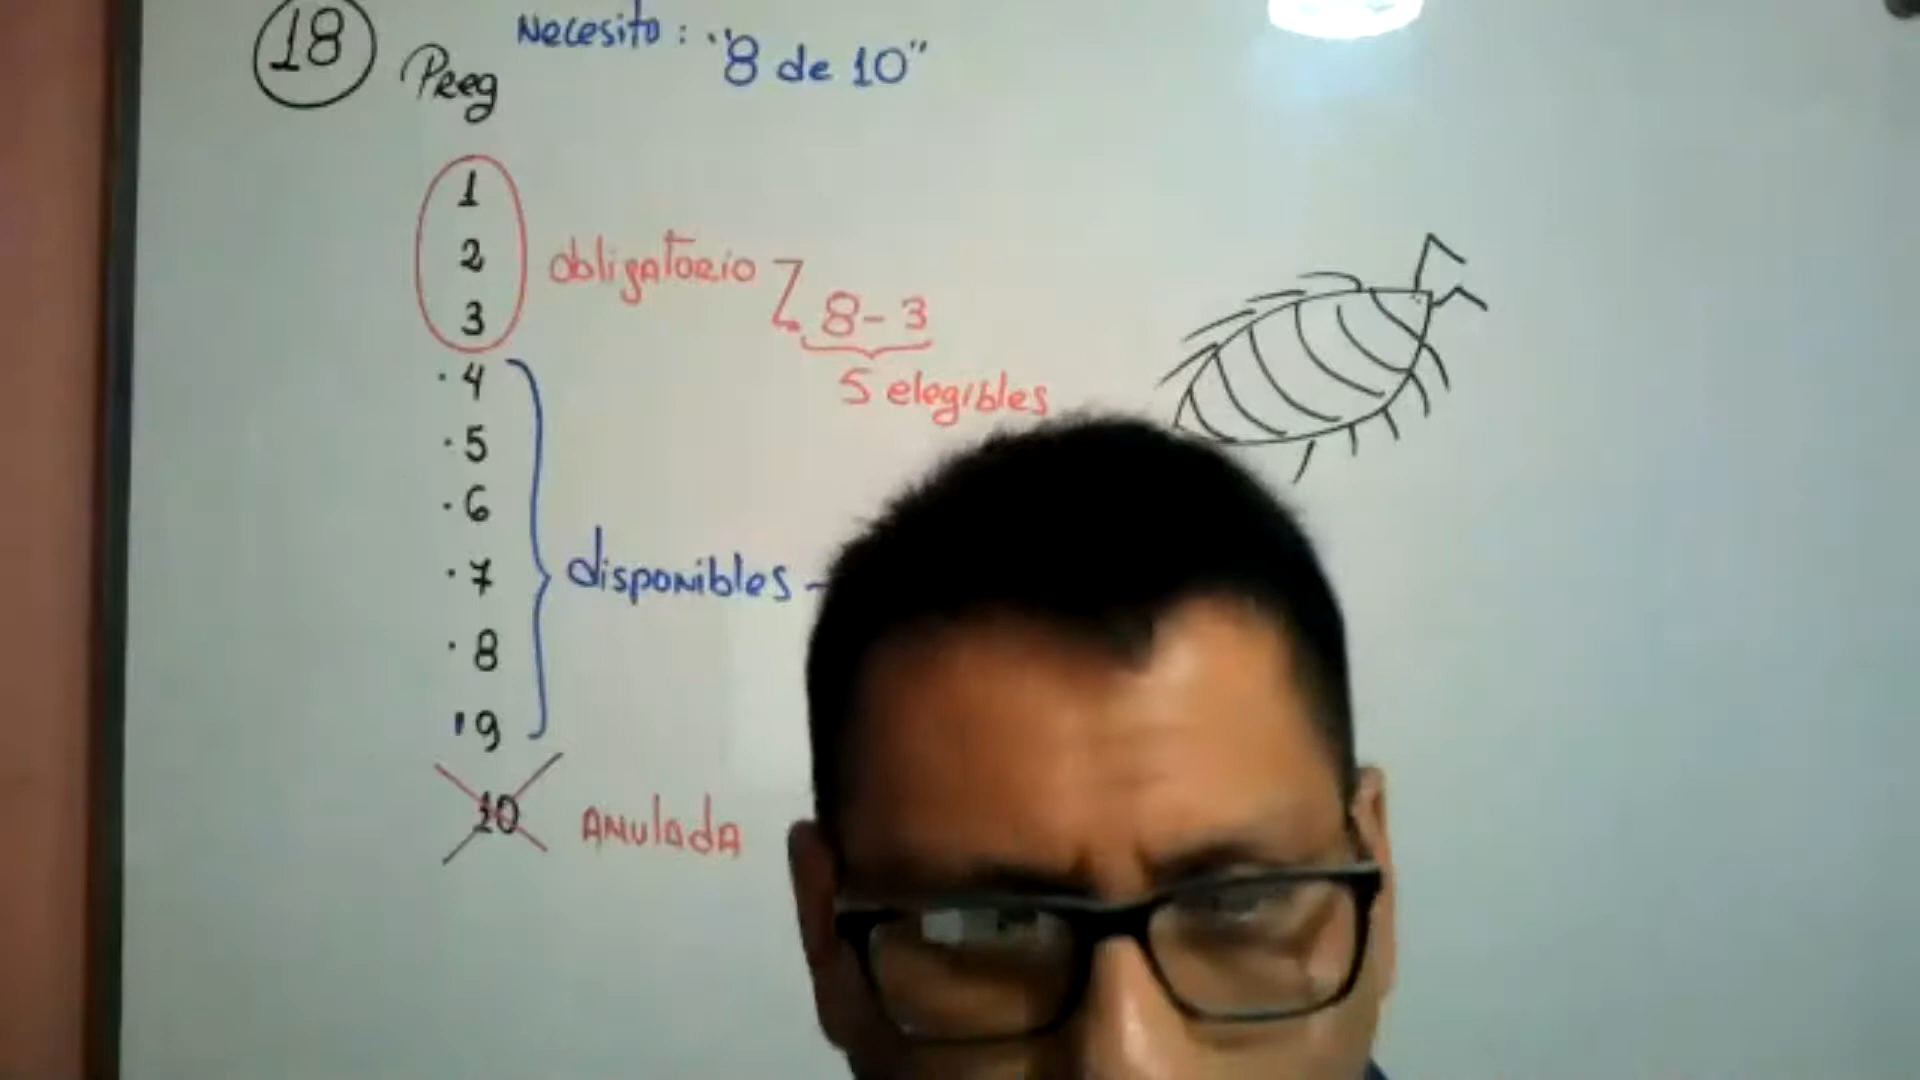 18
Preg
Necesito : "8 de 10"
1
2
3
obligatorio
8-3
5 elegibles
.4
.5
.6
.7
.8
.9
disponibles -
10
ANulada